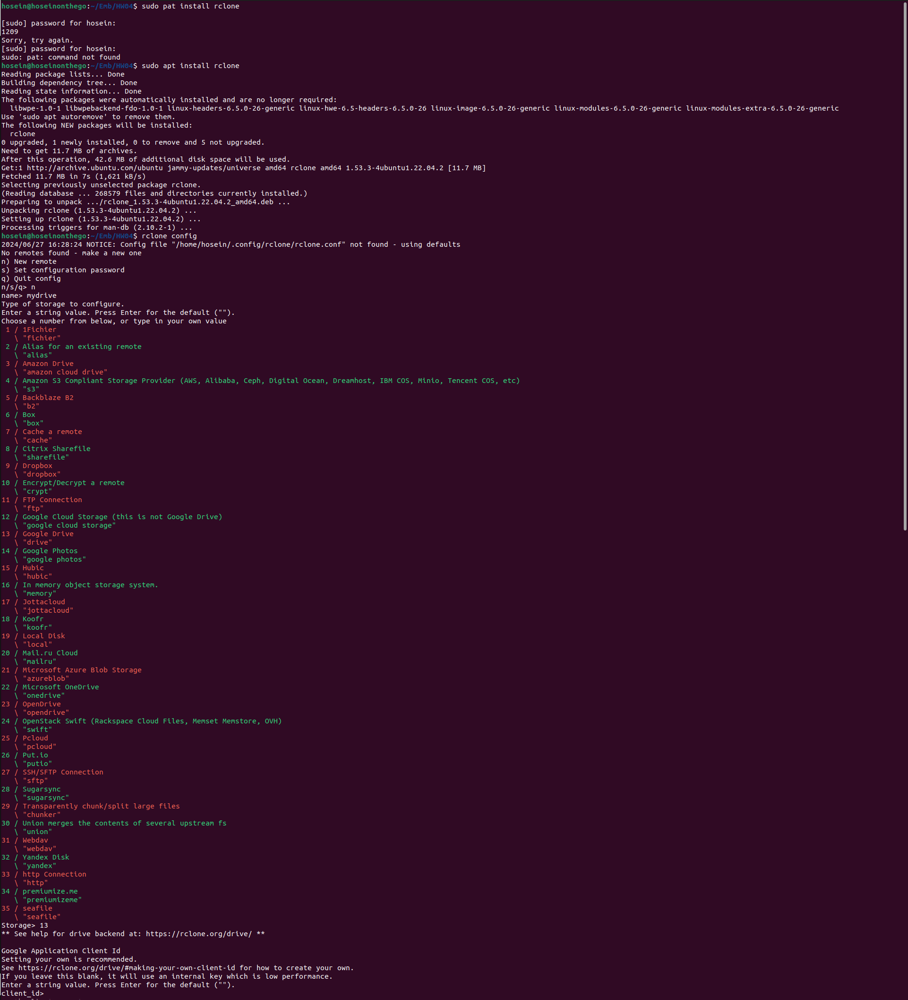 hosein@hoseinonthego:~/Emb/HW04$ sudo pat install rclone
[sudo] password for hosein:
1209
Sorry, try again.
[sudo] password for hosein:
sudo: pat: command not found
hosein@hoseinonthego:~/Emb/HW04$ sudo apt install rclone
Reading package lists... Done
Building dependency tree... Done
Reading state information... Done
The following packages were automatically installed and are no longer required:
  libwpe-1.0-1 libwpebackend-fdo-1.0-1 linux-headers-6.5.0-26-generic linux-hwe-6.5-headers-6.5.0-26 linux-image-6.5.0-26-generic linux-modules-6.5.0-26-generic linux-modules-extra-6.5.0-26-generic
Use 'sudo apt autoremove' to remove them.
The following NEW packages will be installed:
  rclone
0 upgraded, 1 newly installed, 0 to remove and 5 not upgraded.
Need to get 11.7 MB of archives.
After this operation, 42.6 MB of additional disk space will be used.
Get:1 http://archive.ubuntu.com/ubuntu jammy-updates/universe amd64 rclone amd64 1.53.3-4ubuntu1.22.04.2 [11.7 MB]
Fetched 11.7 MB in 7s (1,621 kB/s)
Selecting previously unselected package rclone.
(Reading database ... 268579 files and directories currently installed.)
Preparing to unpack .../rclone_1.53.3-4ubuntu1.22.04.2_amd64.deb ...
Unpacking rclone (1.53.3-4ubuntu1.22.04.2) ...
Setting up rclone (1.53.3-4ubuntu1.22.04.2) ...
Processing triggers for man-db (2.10.2-1) ...
hosein@hoseinonthego:~/Emb/HW04$ rclone config
2024/06/27 16:28:24 NOTICE: Config file "/home/hosein/.config/rclone/rclone.conf" not found - using defaults
No remotes found - make a new one
n) New remote
s) Set configuration password
q) Quit config
n/s/q> n
name> mydrive
Type of storage to configure.
Enter a string value. Press Enter for the default ("").
Choose a number from below, or type in your own value
 1 / 1Fichier
   \ "fichier"
 2 / Alias for an existing remote
   \ "alias"
 3 / Amazon Drive
   \ "amazon cloud drive"
 4 / Amazon S3 Compliant Storage Provider (AWS, Alibaba, Ceph, Digital Ocean, Dreamhost, IBM COS, Minio, Tencent COS, etc)
   \ "s3"
 5 / Backblaze B2
   \ "b2"
 6 / Box
   \ "box"
 7 / Cache a remote
   \ "cache"
 8 / Citrix Sharefile
   \ "sharefile"
 9 / Dropbox
   \ "dropbox"
10 / Encrypt/Decrypt a remote
   \ "crypt"
11 / FTP Connection
   \ "ftp"
12 / Google Cloud Storage (this is not Google Drive)
   \ "google cloud storage"
13 / Google Drive
   \ "drive"
14 / Google Photos
   \ "google photos"
15 / Hubic
   \ "hubic"
16 / In memory object storage system.
   \ "memory"
17 / Jottacloud
   \ "jottacloud"
18 / Koofr
   \ "koofr"
19 / Local Disk
   \ "local"
20 / Mail.ru Cloud
   \ "mailru"
21 / Microsoft Azure Blob Storage
   \ "azureblob"
22 / Microsoft OneDrive
   \ "onedrive"
23 / OpenDrive
   \ "opendrive"
24 / OpenStack Swift (Rackspace Cloud Files, Memset Memstore, OVH)
   \ "swift"
25 / Pcloud
   \ "pcloud"
26 / Put.io
   \ "putio"
27 / SSH/SFTP Connection
   \ "sftp"
28 / Sugarsync
   \ "sugarsync"
29 / Transparently chunk/split large files
   \ "chunker"
30 / Union merges the contents of several upstream fs
   \ "union"
31 / Webdav
   \ "webdav"
32 / Yandex Disk
   \ "yandex"
33 / http Connection
   \ "http"
34 / premiumize.me
   \ "premiumizeme"
35 / seafile
   \ "seafile"
Storage> 13
** See help for drive backend at: https://rclone.org/drive/ **
Google Application Client Id
Setting your own is recommended.
See https://rclone.org/drive/#making-your-own-client-id for how to create your own.
If you leave this blank, it will use an internal key which is low performance.
Enter a string value. Press Enter for the default ("").
client_id>